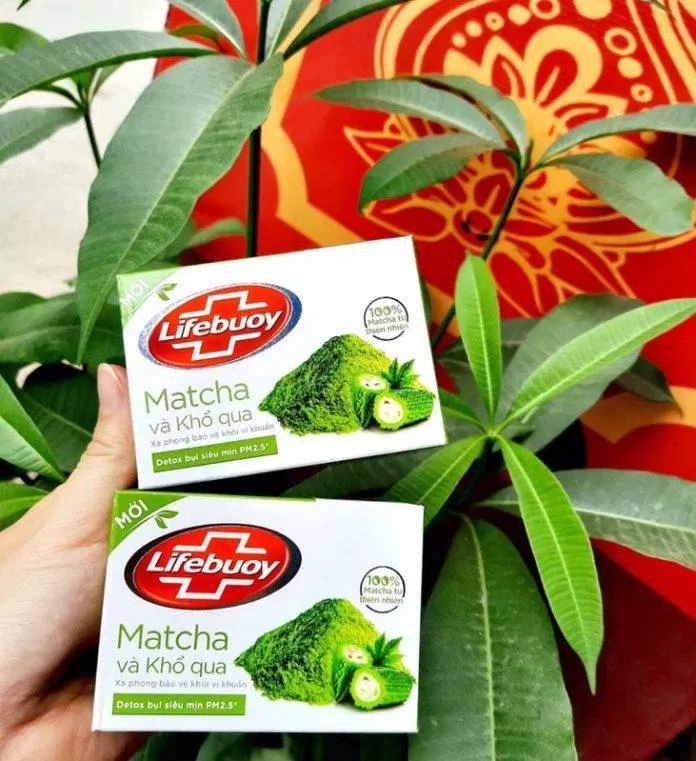 MỚI
Lifebuoy
100%
Matcha từ
thiên nhiên
Matcha
và Khổ qua
Xà phòng bảo vệ khỏi vi khuẩn
Detox bụi siêu mịn PM2.5*
MỚI
Lifebuoy
100%
Matcha từ
thiên nhiên
Matcha
và Khổ qua
Xà phòng bảo vệ khỏi vi khuẩn
Detox bụi siêu mịn PM2.5*